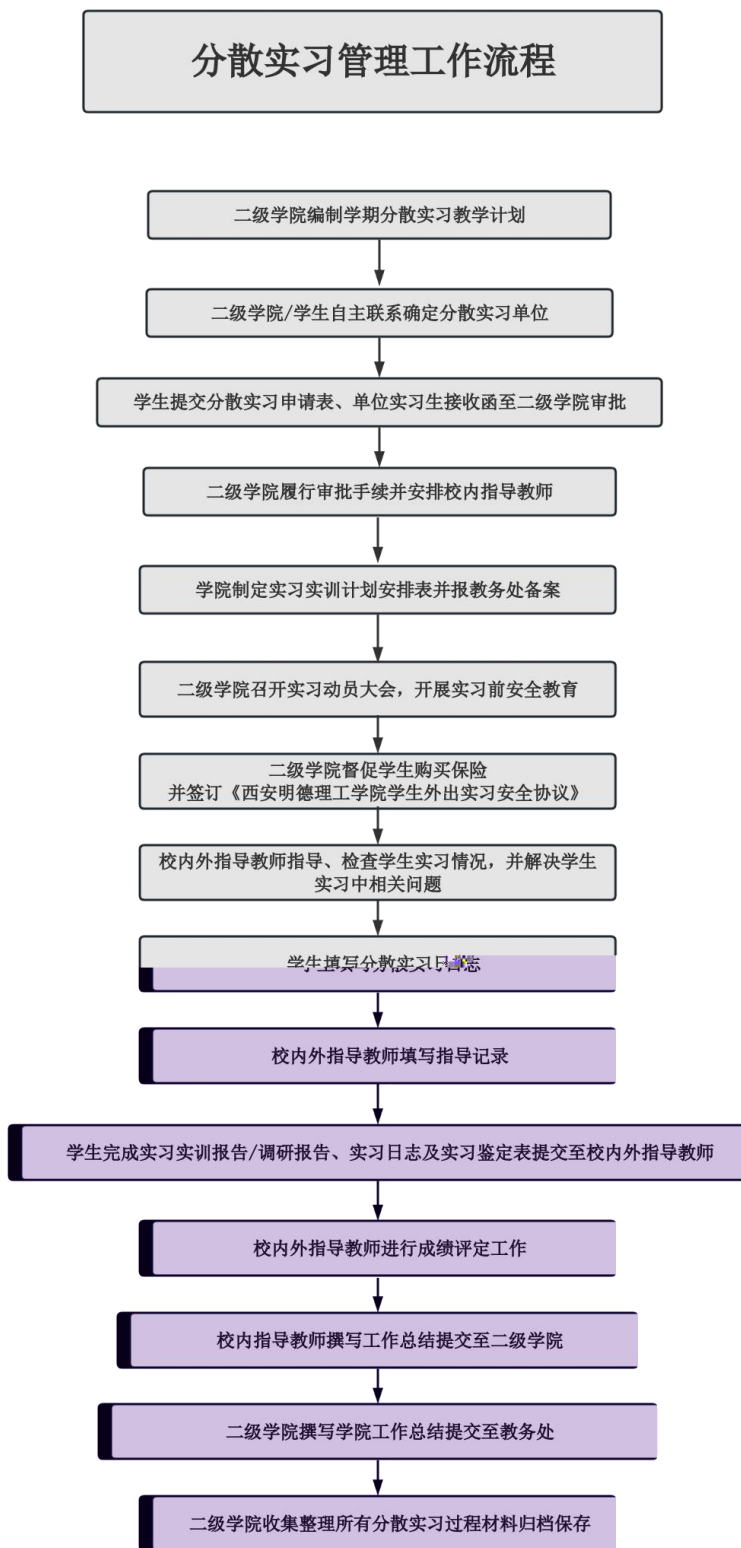 分散实习管理工作流程
二级学院编制学期分散实习教学计划
二级学院/学生自主联系确定分散实习单位
学生提交分散实习申请表、单位实习生接收函至二级学院审批
二级学院履行审批手续并安排校内指导教师
学院制定实习实训计划安排表并报教务处备案
二级学院召开实习动员大会，开展实习前安全教育
二级学院督促学生购买保险
并签订《西安明德理工学院学生外出实习安全协议》
校内外指导教师指导、检查学生实习情况，并解决学生
实习中相关问题
学生填写分散实习日志
校内外指导教师填写指导记录
学生完成实习实训报告/调研报告、实习日志及实习鉴定表提交至校内外指导教师
校内外指导教师进行成绩评定工作
校内指导教师撰写工作总结提交至二级学院
二级学院撰写学院工作总结提交至教务处
二级学院收集整理所有分散实习过程材料归档保存